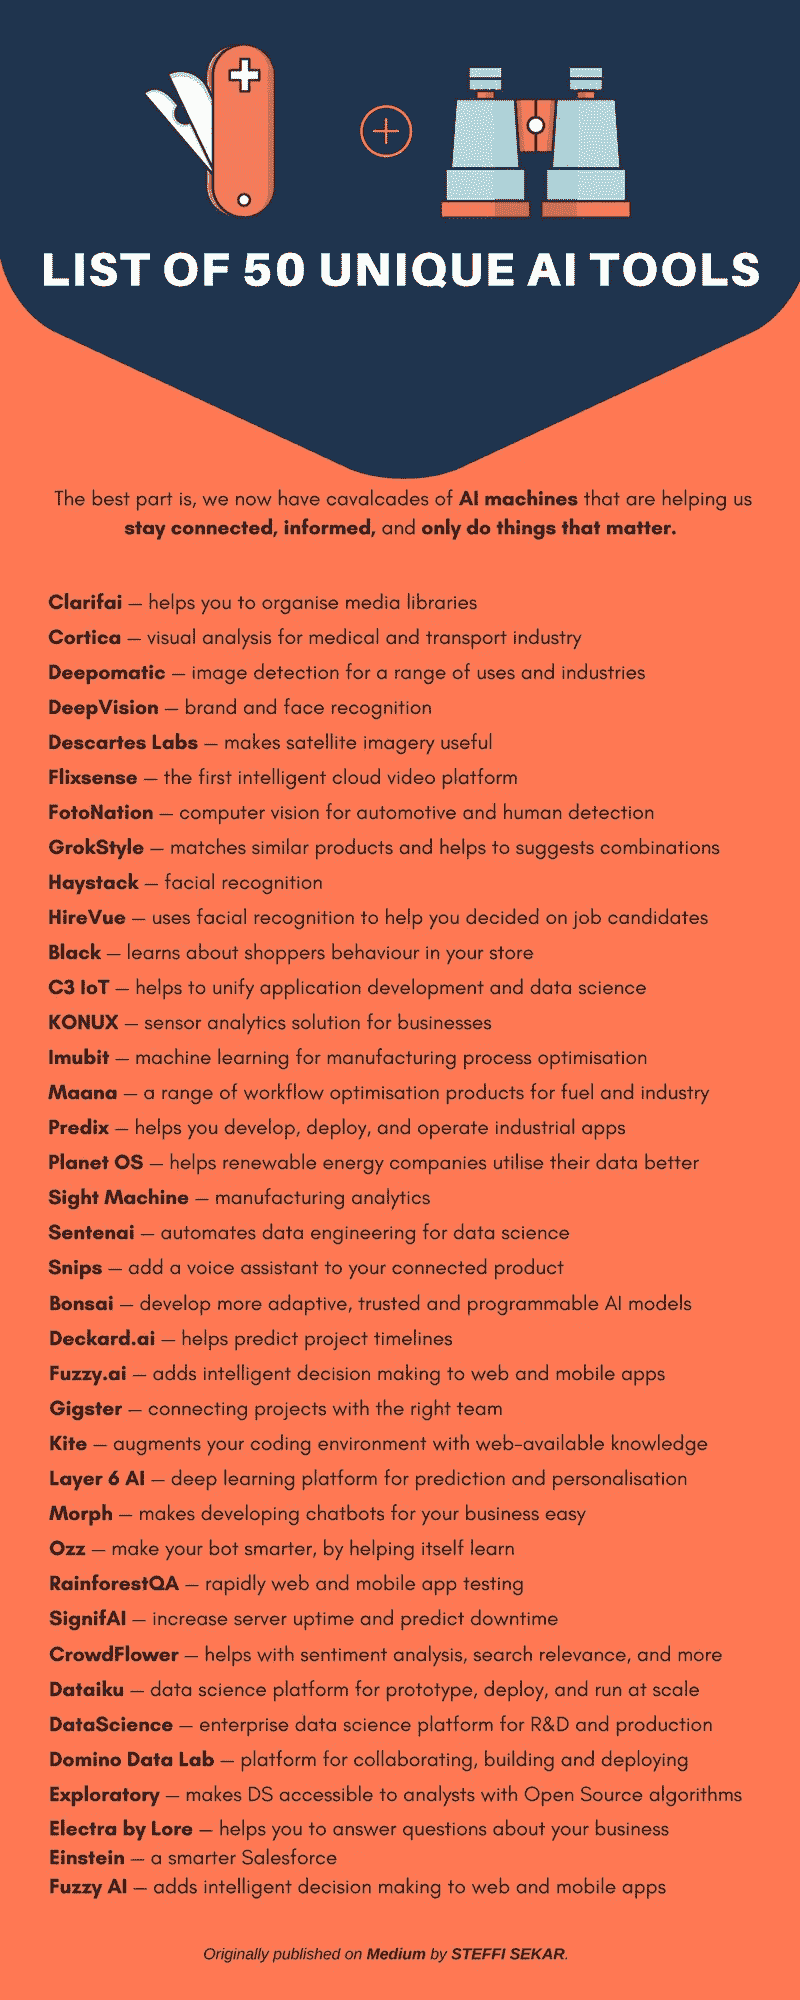 LIST OF 50 UNIQUE AI TOOLS
The best part is, we now have cavalcades of AI machines that are helping us
stay connected, informed, and only do things that matter.
Clarifai – helps you to organise media libraries
Cortica – visual analysis for medical and transport industry
Deepomatic – image detection for a range of uses and industries
DeepVision – brand and face recognition
Descartes Labs – makes satellite imagery useful
Flixsense – the first intelligent cloud video platform
FotoNation – computer vision for automotive and human detection
GrokStyle – matches similar products and helps to suggests combinations
Haystack – facial recognition
HireVue – uses facial recognition to help you decided on job candidates
Black – learns about shoppers behaviour in your store
C3 IoT – helps to unify application development and data science
KONUX – sensor analytics solution for businesses
Imubit – machine learning for manufacturing process optimisation
Maana – a range of workflow optimisation products for fuel and industry
Predix – helps you develop, deploy, and operate industrial apps
Planet OS – helps renewable energy companies utilise their data better
Sight Machine – manufacturing analytics
Sentenai – automates data engineering for data science
Snips – add a voice assistant to your connected product
Bonsai – develop more adaptive, trusted and programmable AI models
Deckard.ai – helps predict project timelines
Fuzzy.ai – adds intelligent decision making to web and mobile apps
Gigster – connecting projects with the right team
Kite – augments your coding environment with web-available knowledge
Layer 6 AI – deep learning platform for prediction and personalisation
Morph – makes developing chatbots for your business easy
Ozz – make your bot smarter, by helping itself learn
RainforestQA – rapidly web and mobile app testing
SignifAI – increase server uptime and predict downtime
CrowdFlower – helps with sentiment analysis, search relevance, and more
Dataiku – data science platform for prototype, deploy, and run at scale
DataScience – enterprise data science platform for R&D and production
Domino Data Lab – platform for collaborating, building and deploying
Exploratory – makes DS accessible to analysts with Open Source algorithms
Electra by Lore – helps you to answer questions about your business
Einstein – a smarter Salesforce
Fuzzy AI – adds intelligent decision making to web and mobile apps
Originally published on Medium by STEFFI SEKAR.